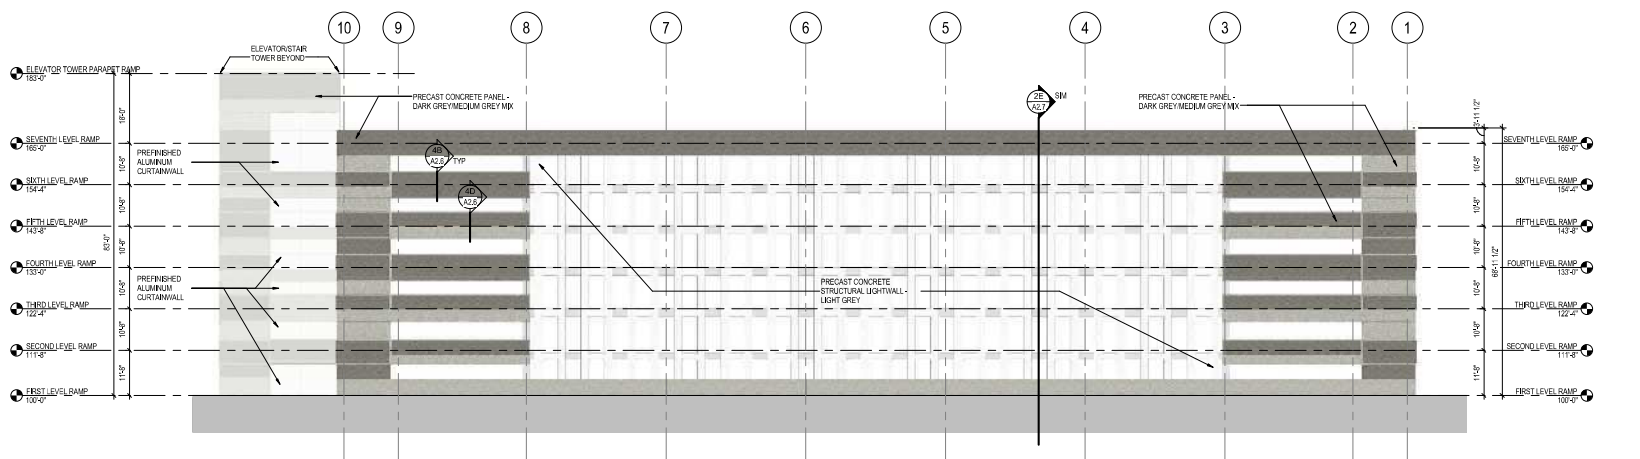 10 9 8 7 6 5 4 3 2 1
ELEVATOR/STAIR
TOWER BEYOND
ELEVATOR TOWER PARAPET RAMP
183'-0"
PRECAST CONCRETE PANEL -
DARK GREY/MEDIUM GREY MIX
2E
A2.7
SIM
PRECAST CONCRETE PANEL -
DARK GREY/MEDIUM GREY MIX
18'-0"
3'-11 1/2"
SEVENTH LEVEL RAMP
165'-0"
SEVENTH LEVEL RAMP
165'-0"
PREFINISHED
ALUMINUM
CURTAINWALL
4B
A2.6
TYP
10'-8"
10'-8"
SIXTH LEVEL RAMP
154'-4"
4D
A2.6
SIXTH LEVEL RAMP
154'-4"
10'-8"
10'-8"
FIFTH LEVEL RAMP
143'-8"
FIFTH LEVEL RAMP
143'-8"
83'-0"
10'-8"
10'-8"
68'-11 1/2"
FOURTH LEVEL RAMP
133'-0"
FOURTH LEVEL RAMP
133'-0"
PREFINISHED
ALUMINUM
CURTAINWALL
PRECAST CONCRETE
STRUCTURAL LIGHTWALL -
LIGHT GREY
10'-8"
10'-8"
THIRD LEVEL RAMP
122'-4"
THIRD LEVEL RAMP
122'-4"
10'-8"
10'-8"
SECOND LEVEL RAMP
111'-8"
SECOND LEVEL RAMP
111'-8"
11'-8"
11'-8"
FIRST LEVEL RAMP
100'-0"
FIRST LEVEL RAMP
100'-0"